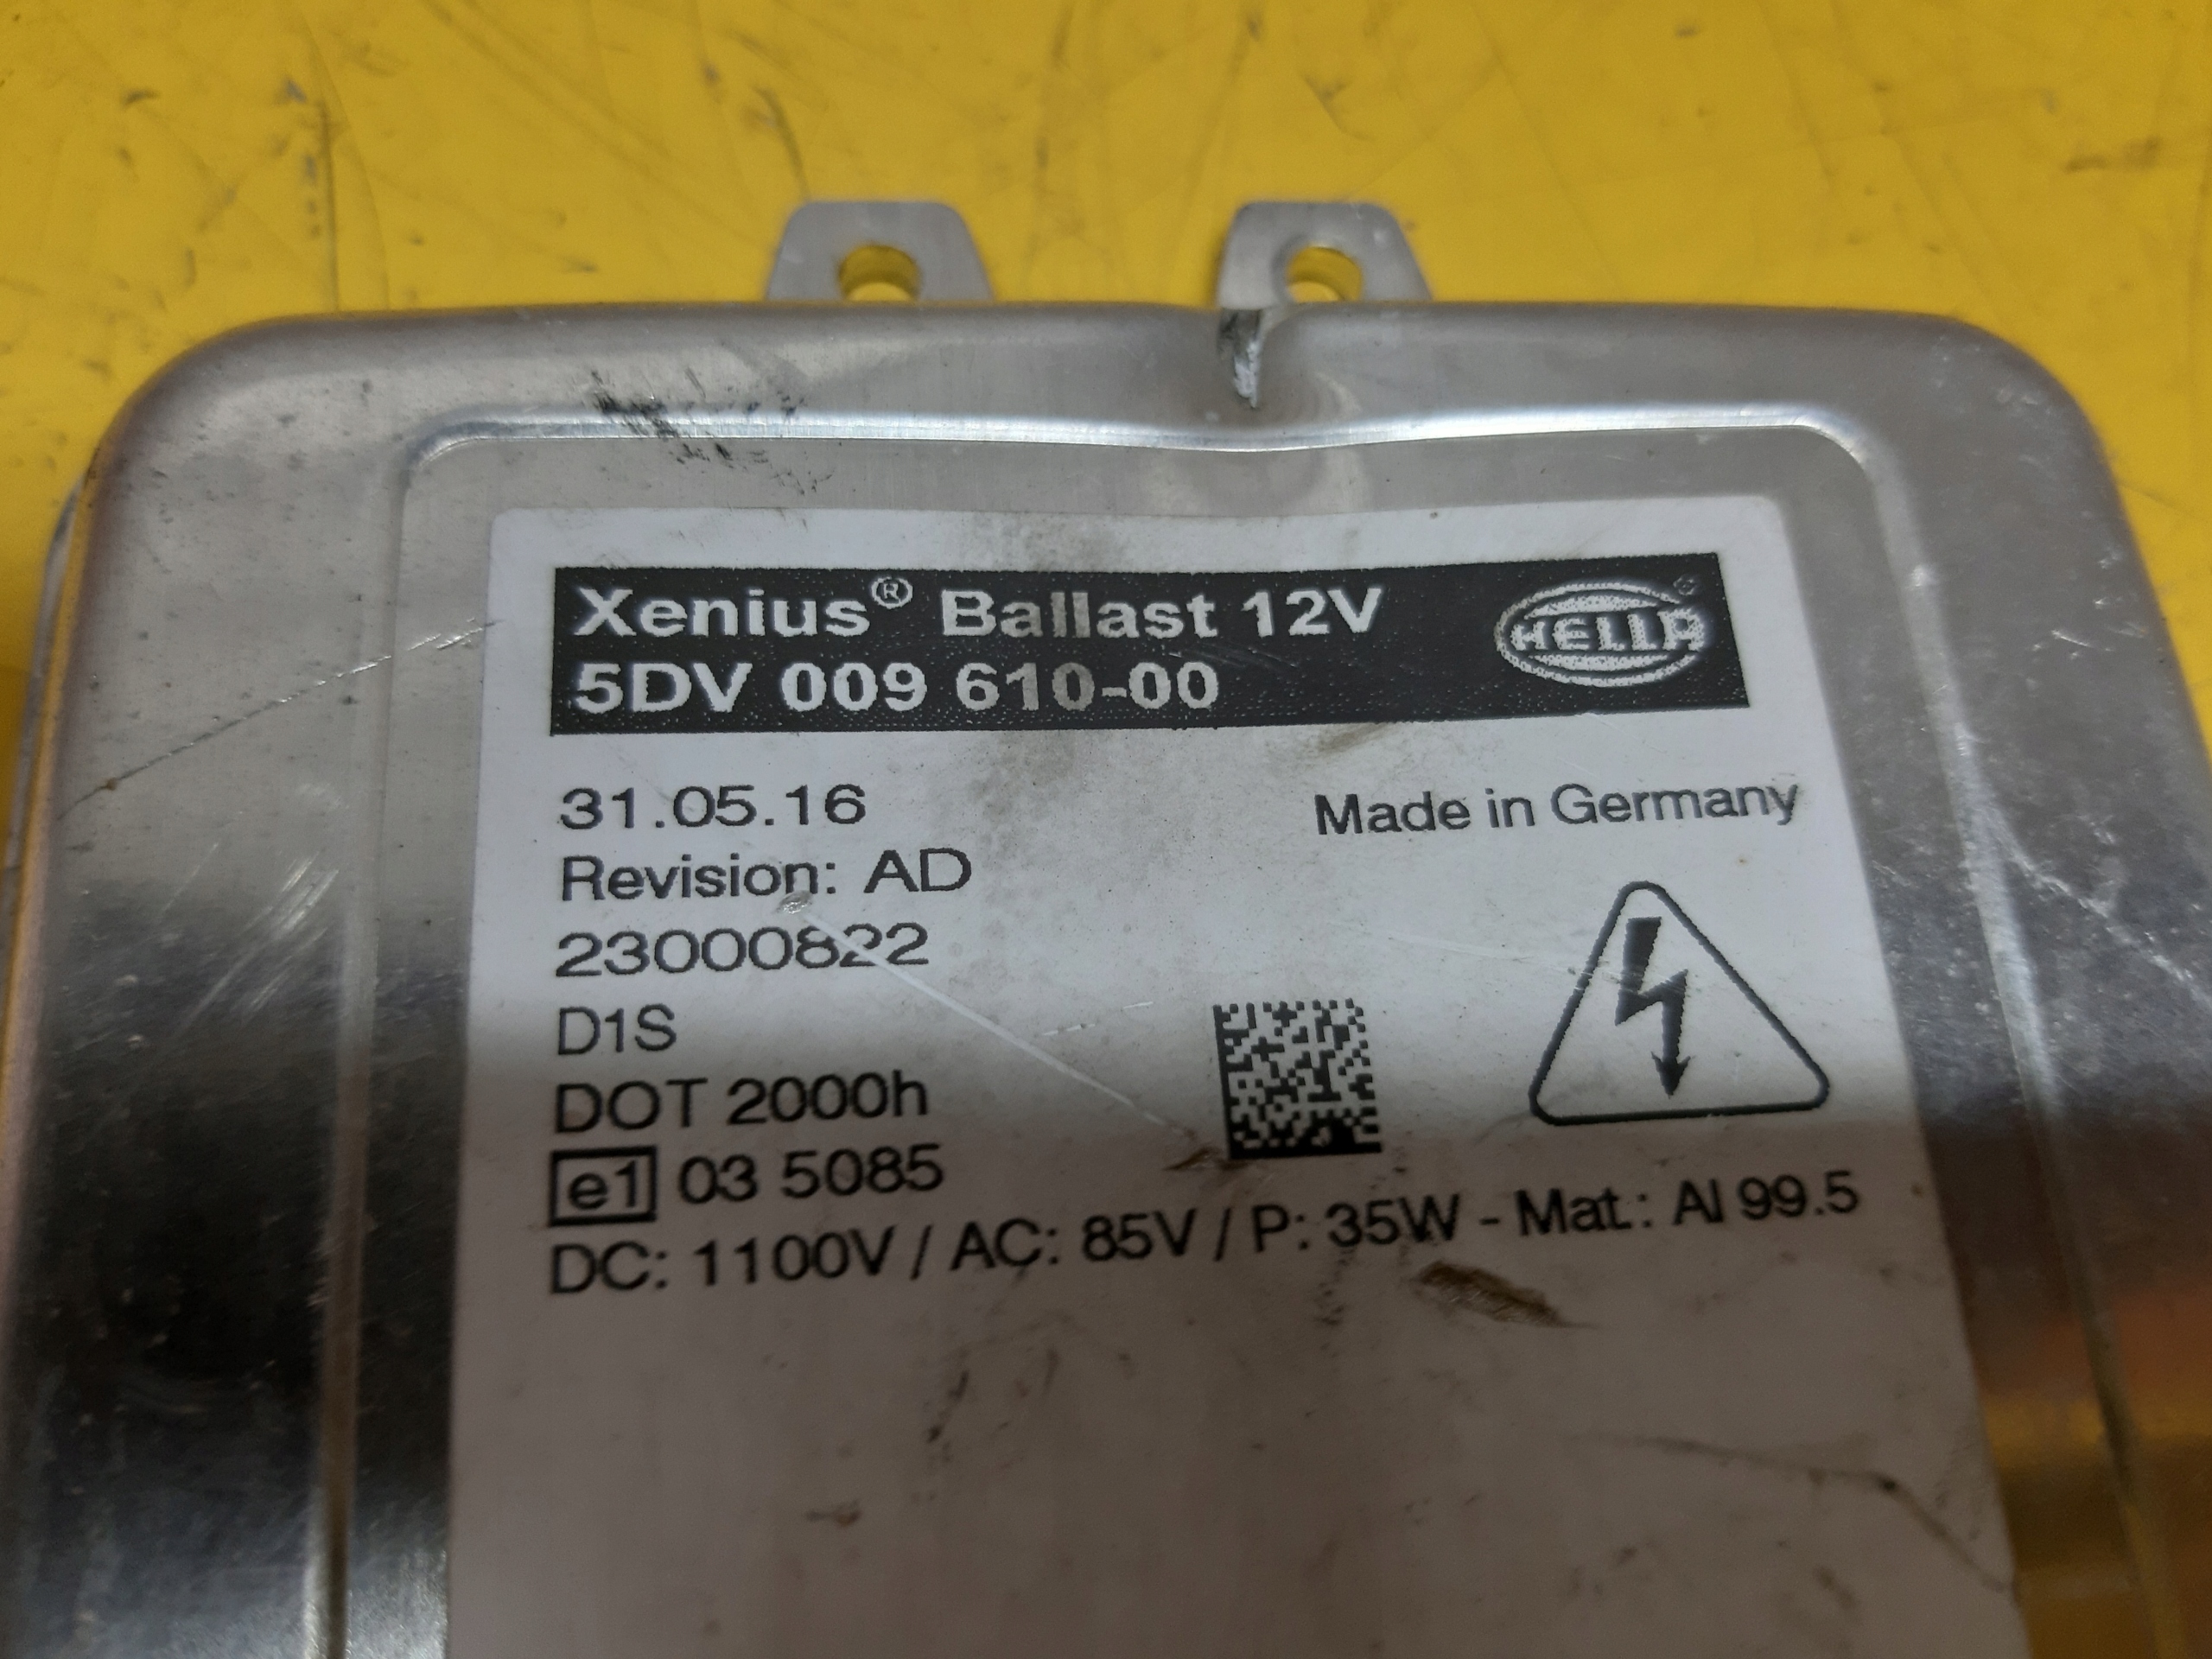 Xenius® Ballast 12V
HELLA®
5DV 009 610-00
31.05.16
Made in Germany
Revision: AD
23000822
D1S
DOT 2000h
e1 03 5085
DC: 1100V / AC: 85V / P: 35W - Mat.: Al 99.5